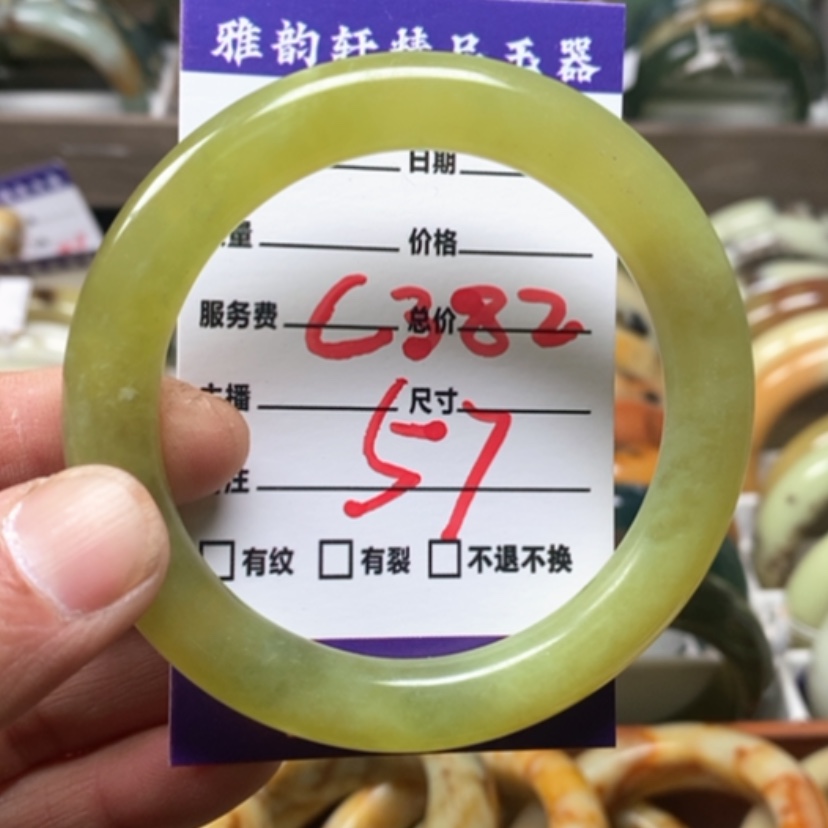 雅韵轩精品玉器
日期
量 价格
服务费 总价
C382
主播 尺寸
57
注
有纹 有裂 不退不换